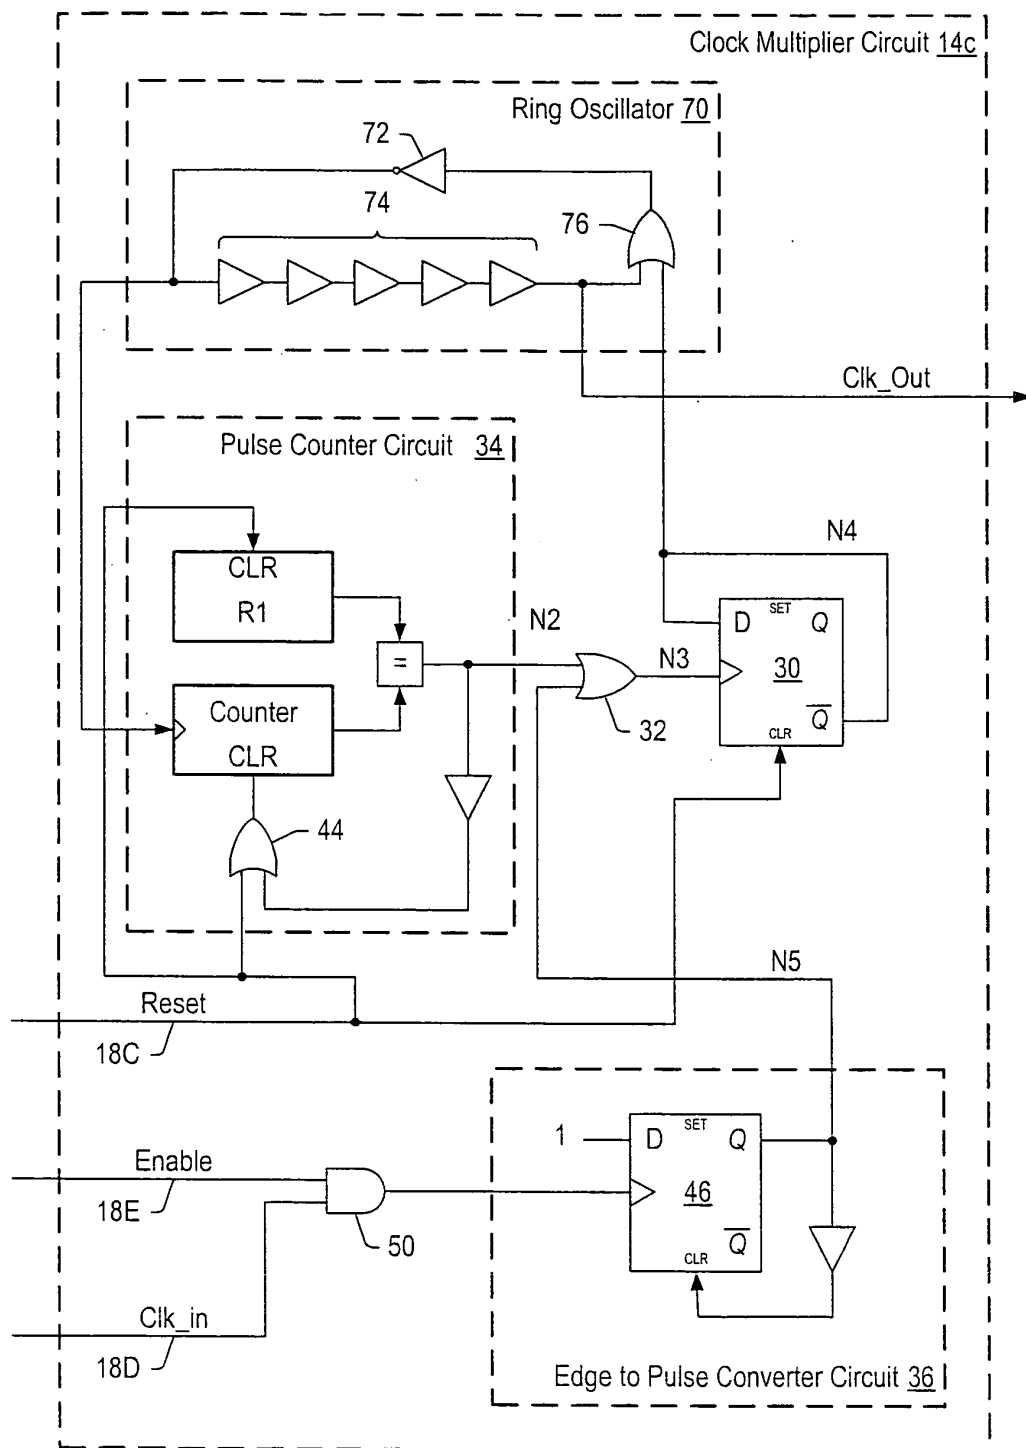 Clock Multiplier Circuit 14c
Ring Oscillator 70
72
74
76
Clk_Out
Pulse Counter Circuit 34
CLR
R1
=
Counter
CLR
44
N2
N3
32
N4
D SET Q
30
Q
CLR
N5
Reset
18C
Enable
18E
50
Clk_in
18D
1
D SET Q
46
Q
CLR
Edge to Pulse Converter Circuit 36